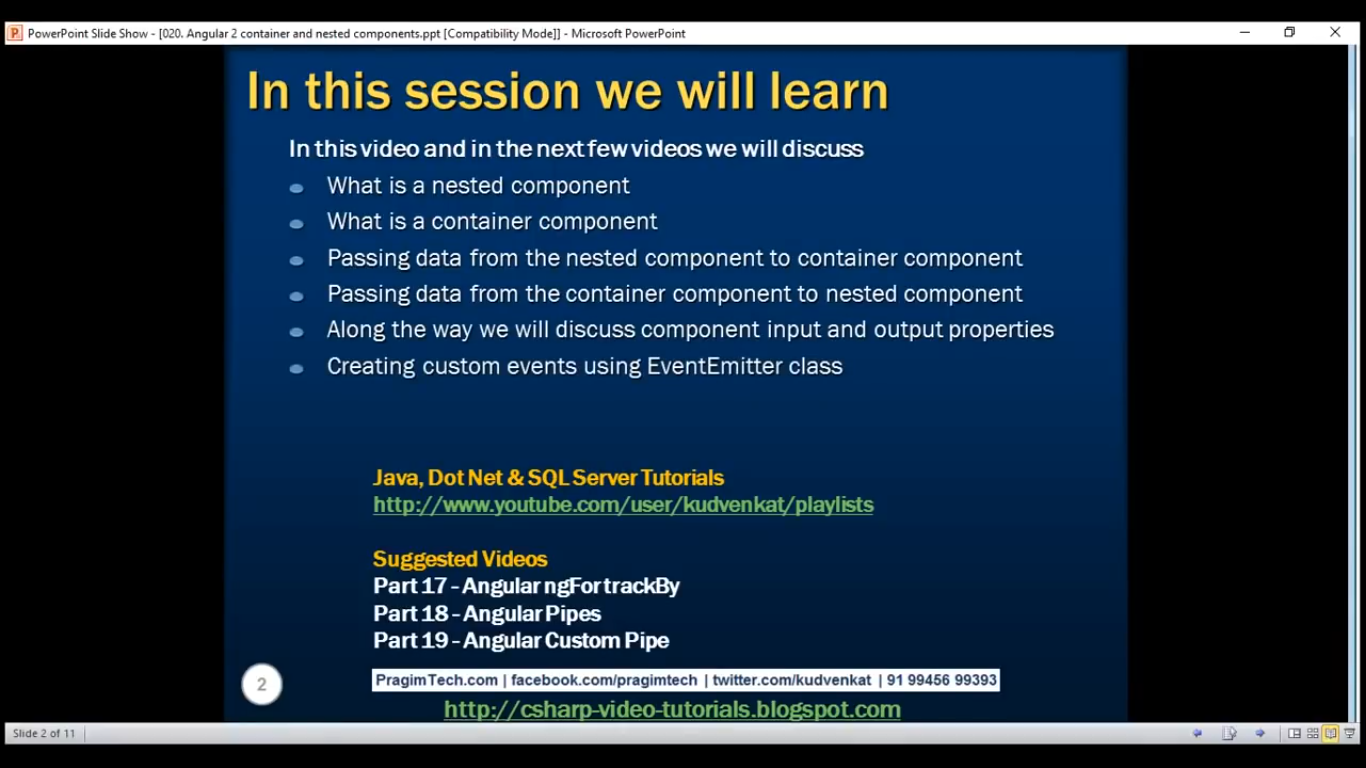 PowerPoint Slide Show - [020. Angular 2 container and nested components.ppt [Compatibility Mode]] - Microsoft PowerPoint
In this session we will learn
In this video and in the next few videos we will discuss
What is a nested component
What is a container component
Passing data from the nested component to container component
Passing data from the container component to nested component
Along the way we will discuss component input and output properties
Creating custom events using EventEmitter class
Java, Dot Net & SQL Server Tutorials
http://www.youtube.com/user/kudvenkat/playlists
Suggested Videos
Part 17 - Angular ngFor trackBy
Part 18 - Angular Pipes
Part 19 - Angular Custom Pipe
2
PragimTech.com | facebook.com/pragimtech | twitter.com/kudvenkat | 91 99456 99393
http://csharp-video-tutorials.blogspot.com
Slide 2 of 11